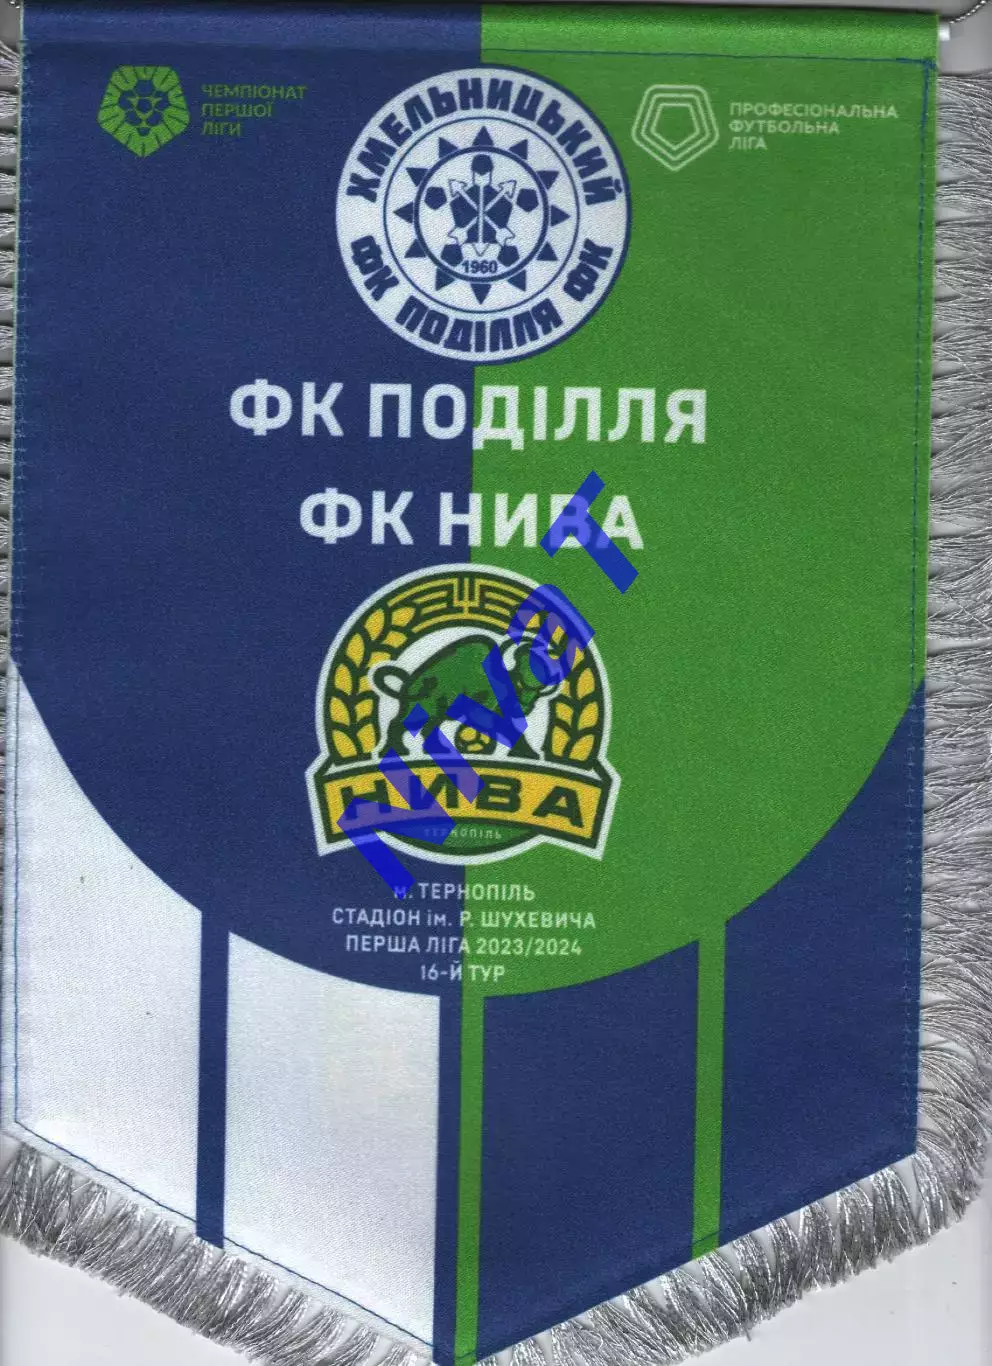 ЧЕМПІОНАТ
ПЕРШОЇ
ЛІГИ
ПРОФЕСІОНАЛЬНА
ФУТБОЛЬНА
ЛІГА
ХМЕЛЬНИЦЬКИЙ
1960
ФК ПОДІЛЛЯ ФК
ФК ПОДІЛЛЯ
ФК НИВА
НИВА
ТЕРНОПІЛЬ
NivaT
м. ТЕРНОПІЛЬ
СТАДІОН ім. Р. ШУХЕВИЧА
ПЕРША ЛІГА 2023/2024
16-Й ТУР